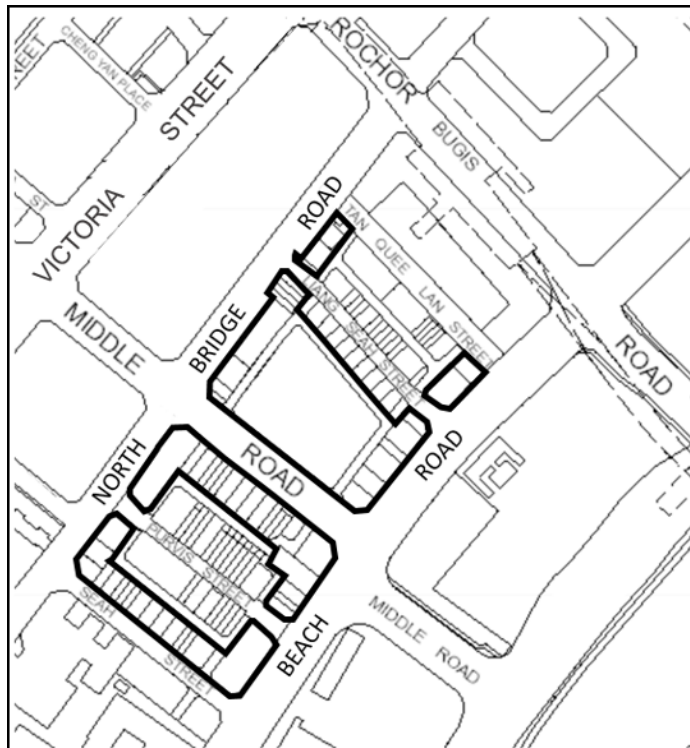 CHENG YAN PLACE
REET
ROCHOR
STREET
BUGIS
VICTORIA
ST
ROAD
TAN QUEE LAN STREET
MIDDLE
BRIDGE
LIANG SEAH STREET
ROAD
ROAD
NORTH
ROAD
PURVIS STREET
SEAH STREET
BEACH
MIDDLE ROAD